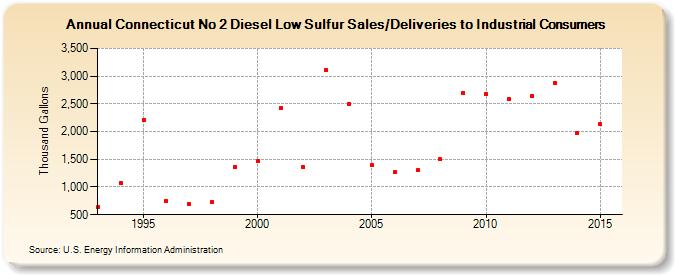 Annual Connecticut No 2 Diesel Low Sulfur Sales/Deliveries to Industrial Consumers
Thousand Gallons
3,500
3,000
2,500
2,000
1,500
1,000
500
1995 2000 2005 2010 2015
Source: U.S. Energy Information Administration